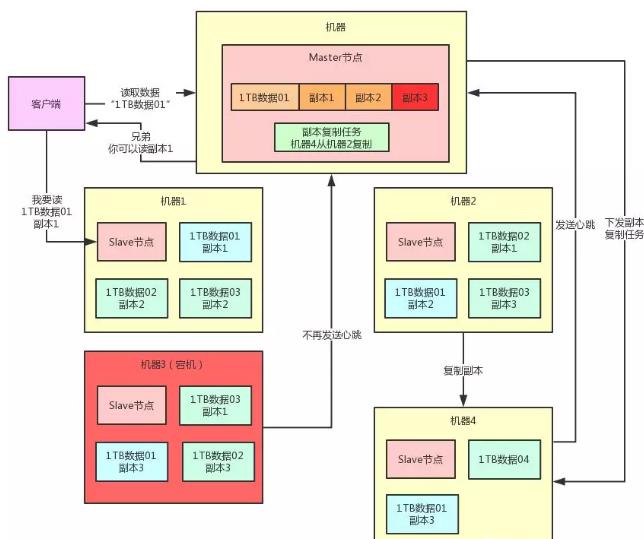 机器
Master节点
1TB数据01
副本1
副本2
副本3
副本复制任务
机器4从机器2复制
客户端
读取数据
“1TB数据01”
兄弟
你可以读副本1
我要读
1TB数据01
副本1
机器1
Slave节点
1TB数据01
副本1
1TB数据02
副本2
1TB数据03
副本2
机器2
Slave节点
1TB数据02
副本1
1TB数据01
副本2
1TB数据03
副本3
发送心跳
下发副本
复制任务
不再发送心跳
机器3（宕机）
Slave节点
1TB数据03
副本1
1TB数据01
副本3
1TB数据02
副本3
复制副本
机器4
Slave节点
1TB数据04
1TB数据01
副本3